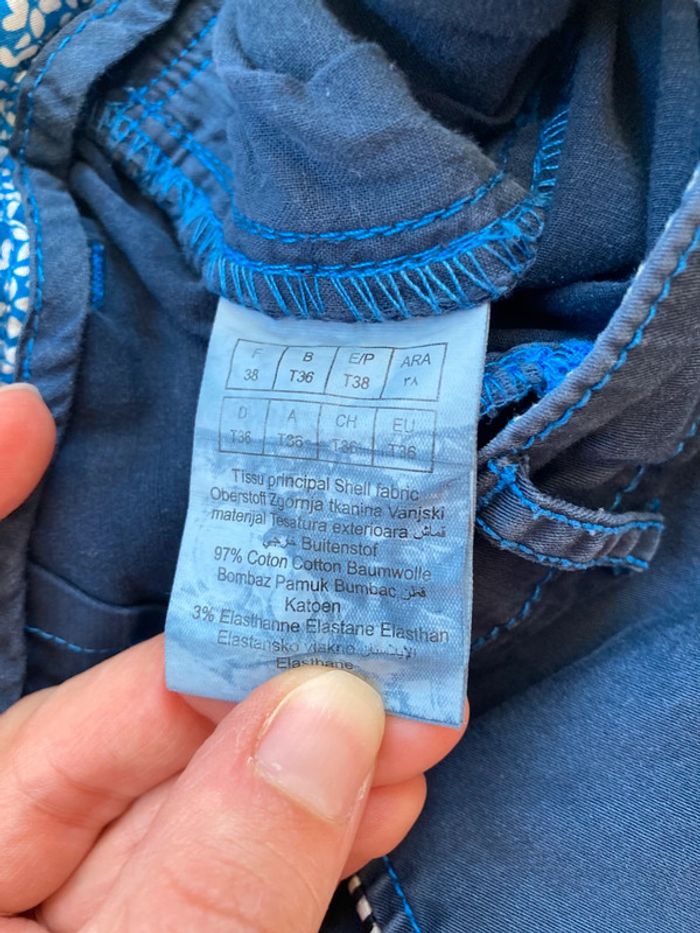 F B E/P ARA
38 T36 T38 ٣٨
D A CH EU
T36 T36 T36 T36
Tissu principal Shell fabric
Oberstoff Zgornja tkanina Vanjski
materijal Tesatura exterioara قماش
خارجي Buitenstof
97% Coton Cotton Baumwolle
Bombaz Pamuk Bumbac قطن
Katoen
3% Elasthanne Elastane Elasthan
Elastansko vlakno الإيلاستان
Elasthane